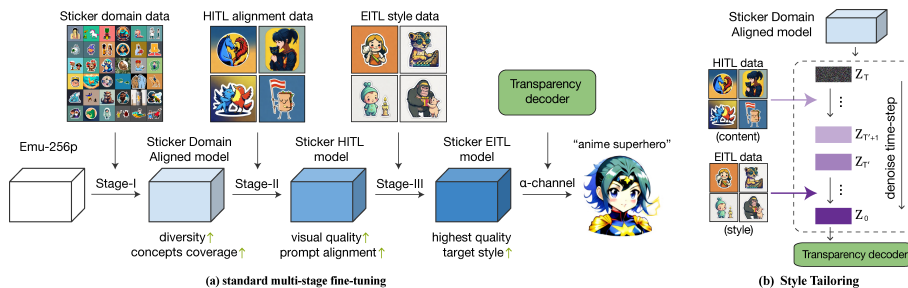 Sticker domain data
HITL alignment data
EITL style data
Transparency
decoder
Emu-256p
Sticker Domain
Aligned model
Sticker HITL
model
Sticker EITL
model
"anime superhero"
Stage-I
Stage-II
Stage-III
α-channel
diversity↑
concepts coverage↑
visual quality↑
prompt alignment↑
highest quality
target style↑
(a) standard multi-stage fine-tuning
Sticker Domain
Aligned model
HITL data
(content)
EITL data
(style)
Z_T
⋮
Z_T'+1
Z_T'
⋮
Z_0
denoise time-step
Transparency decoder
(b) Style Tailoring